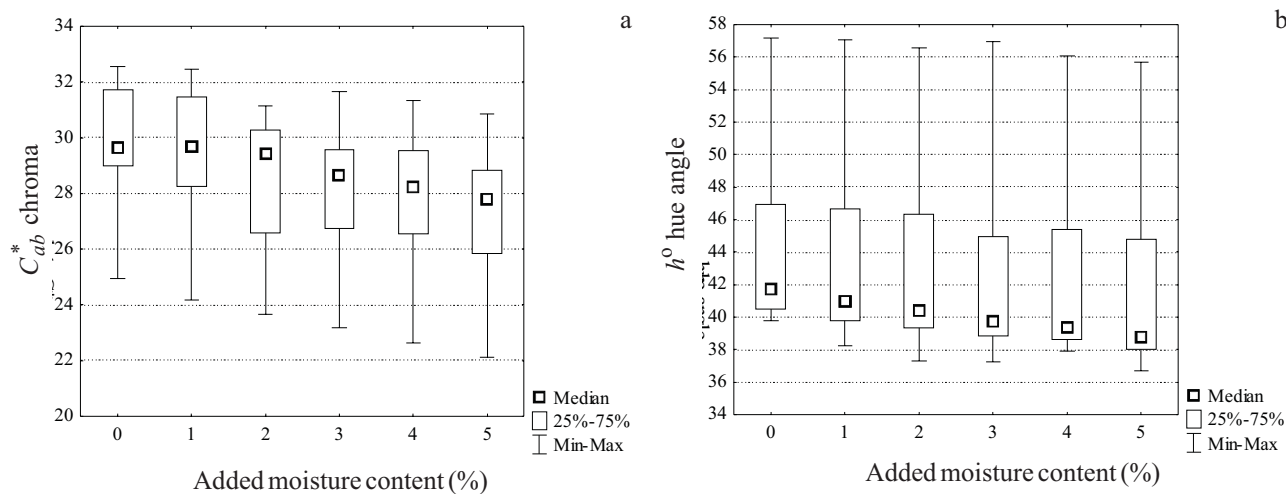 a
34
32
30
28
26
24
22
20
C*ab chroma
0 1 2 3 4 5
Added moisture content (%)
Median
25%-75%
Min-Max
b
58
56
54
52
50
48
46
44
42
40
38
36
34
h° hue angle
0 1 2 3 4 5
Added moisture content (%)
Median
25%-75%
Min-Max